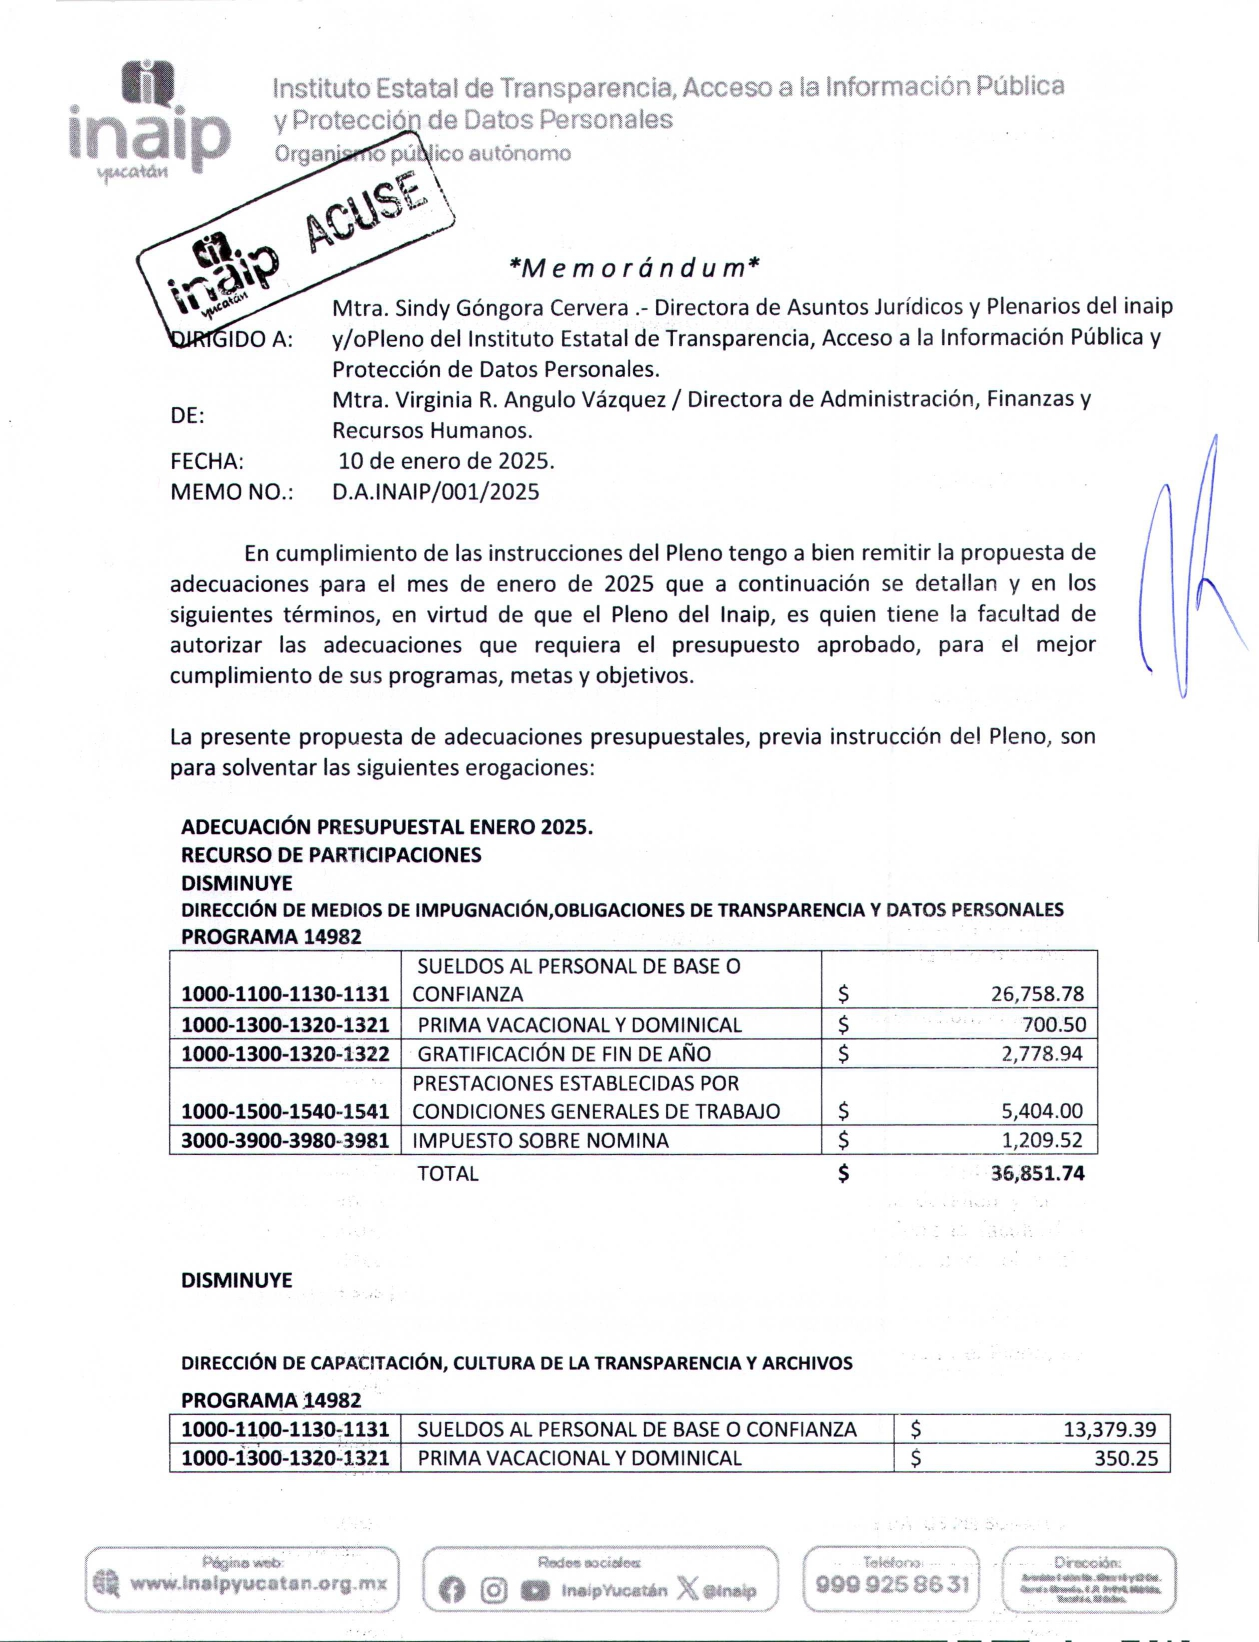 inaip
yucatán
Instituto Estatal de Transparencia, Acceso a la Información Pública
y Protección de Datos Personales
Organismo público autónomo
inaip
yucatán
ACUSE
*Memorándum*
DIRIGIDO A:
Mtra. Sindy Góngora Cervera .- Directora de Asuntos Jurídicos y Plenarios del inaip
y/oPleno del Instituto Estatal de Transparencia, Acceso a la Información Pública y
Protección de Datos Personales.
DE:
Mtra. Virginia R. Angulo Vázquez / Directora de Administración, Finanzas y
Recursos Humanos.
FECHA: 10 de enero de 2025.
MEMO NO.: D.A.INAIP/001/2025
En cumplimiento de las instrucciones del Pleno tengo a bien remitir la propuesta de
adecuaciones para el mes de enero de 2025 que a continuación se detallan y en los
siguientes términos, en virtud de que el Pleno del Inaip, es quien tiene la facultad de
autorizar las adecuaciones que requiera el presupuesto aprobado, para el mejor
cumplimiento de sus programas, metas y objetivos.
La presente propuesta de adecuaciones presupuestales, previa instrucción del Pleno, son
para solventar las siguientes erogaciones:
ADECUACIÓN PRESUPUESTAL ENERO 2025.
RECURSO DE PARTICIPACIONES
DISMINUYE
DIRECCIÓN DE MEDIOS DE IMPUGNACIÓN,OBLIGACIONES DE TRANSPARENCIA Y DATOS PERSONALES
PROGRAMA 14982
SUELDOS AL PERSONAL DE BASE O
1000-1100-1130-1131 CONFIANZA $ 26,758.78
1000-1300-1320-1321 PRIMA VACACIONAL Y DOMINICAL $ 700.50
1000-1300-1320-1322 GRATIFICACIÓN DE FIN DE AÑO $ 2,778.94
PRESTACIONES ESTABLECIDAS POR
1000-1500-1540-1541 CONDICIONES GENERALES DE TRABAJO $ 5,404.00
3000-3900-3980-3981 IMPUESTO SOBRE NOMINA $ 1,209.52
TOTAL $ 36,851.74
DISMINUYE
DIRECCIÓN DE CAPACITACIÓN, CULTURA DE LA TRANSPARENCIA Y ARCHIVOS
PROGRAMA 14982
1000-1100-1130-1131 SUELDOS AL PERSONAL DE BASE O CONFIANZA $ 13,379.39
1000-1300-1320-1321 PRIMA VACACIONAL Y DOMINICAL $ 350.25
Página web:
www.inaipyucatan.org.mx
Redes sociales:
InaipYucatán @inaip
Teléfono
999 925 86 31
Dirección: